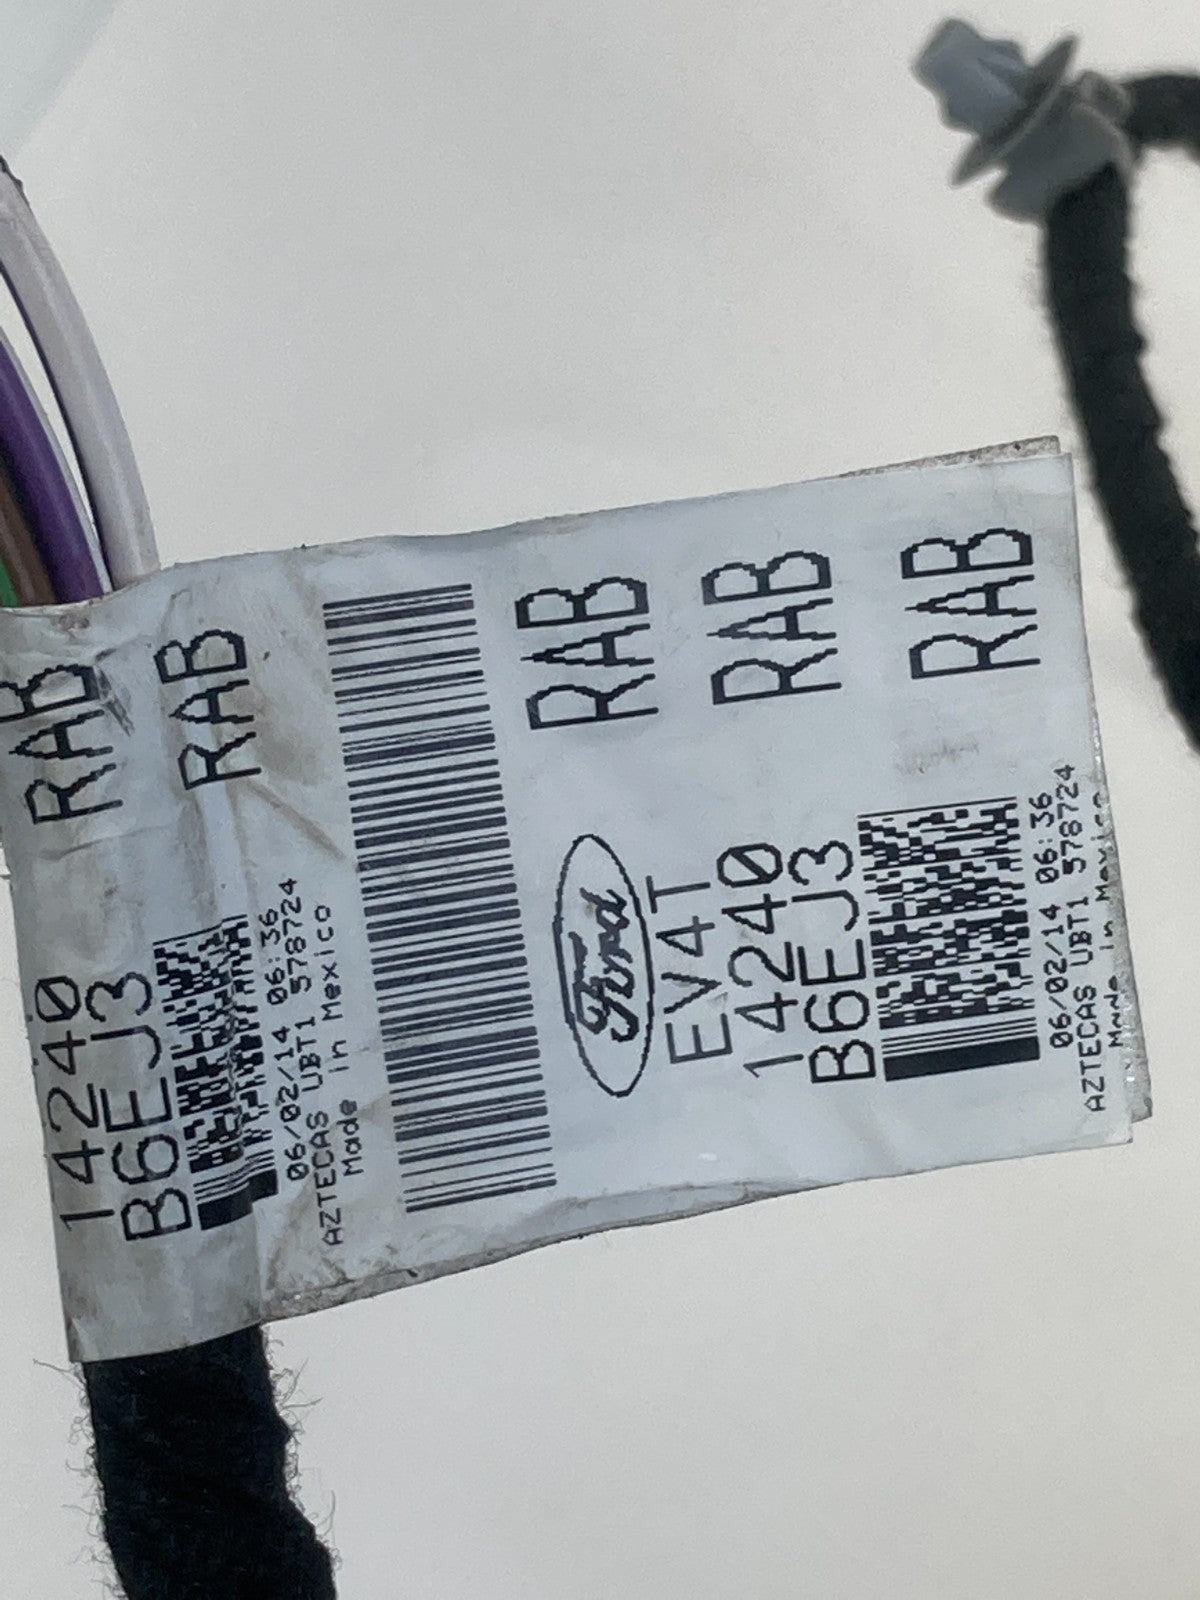 RAB
RAB
14240
B6EJ3
06/02/14 06:36
AZTECAS UBT1 578724
Made in Mexico
RAB
RAB
RAB
Ford
EV4T
14240
B6EJ3
06/02/14 06:36
AZTECAS UBT1 578724
Made in Mexico